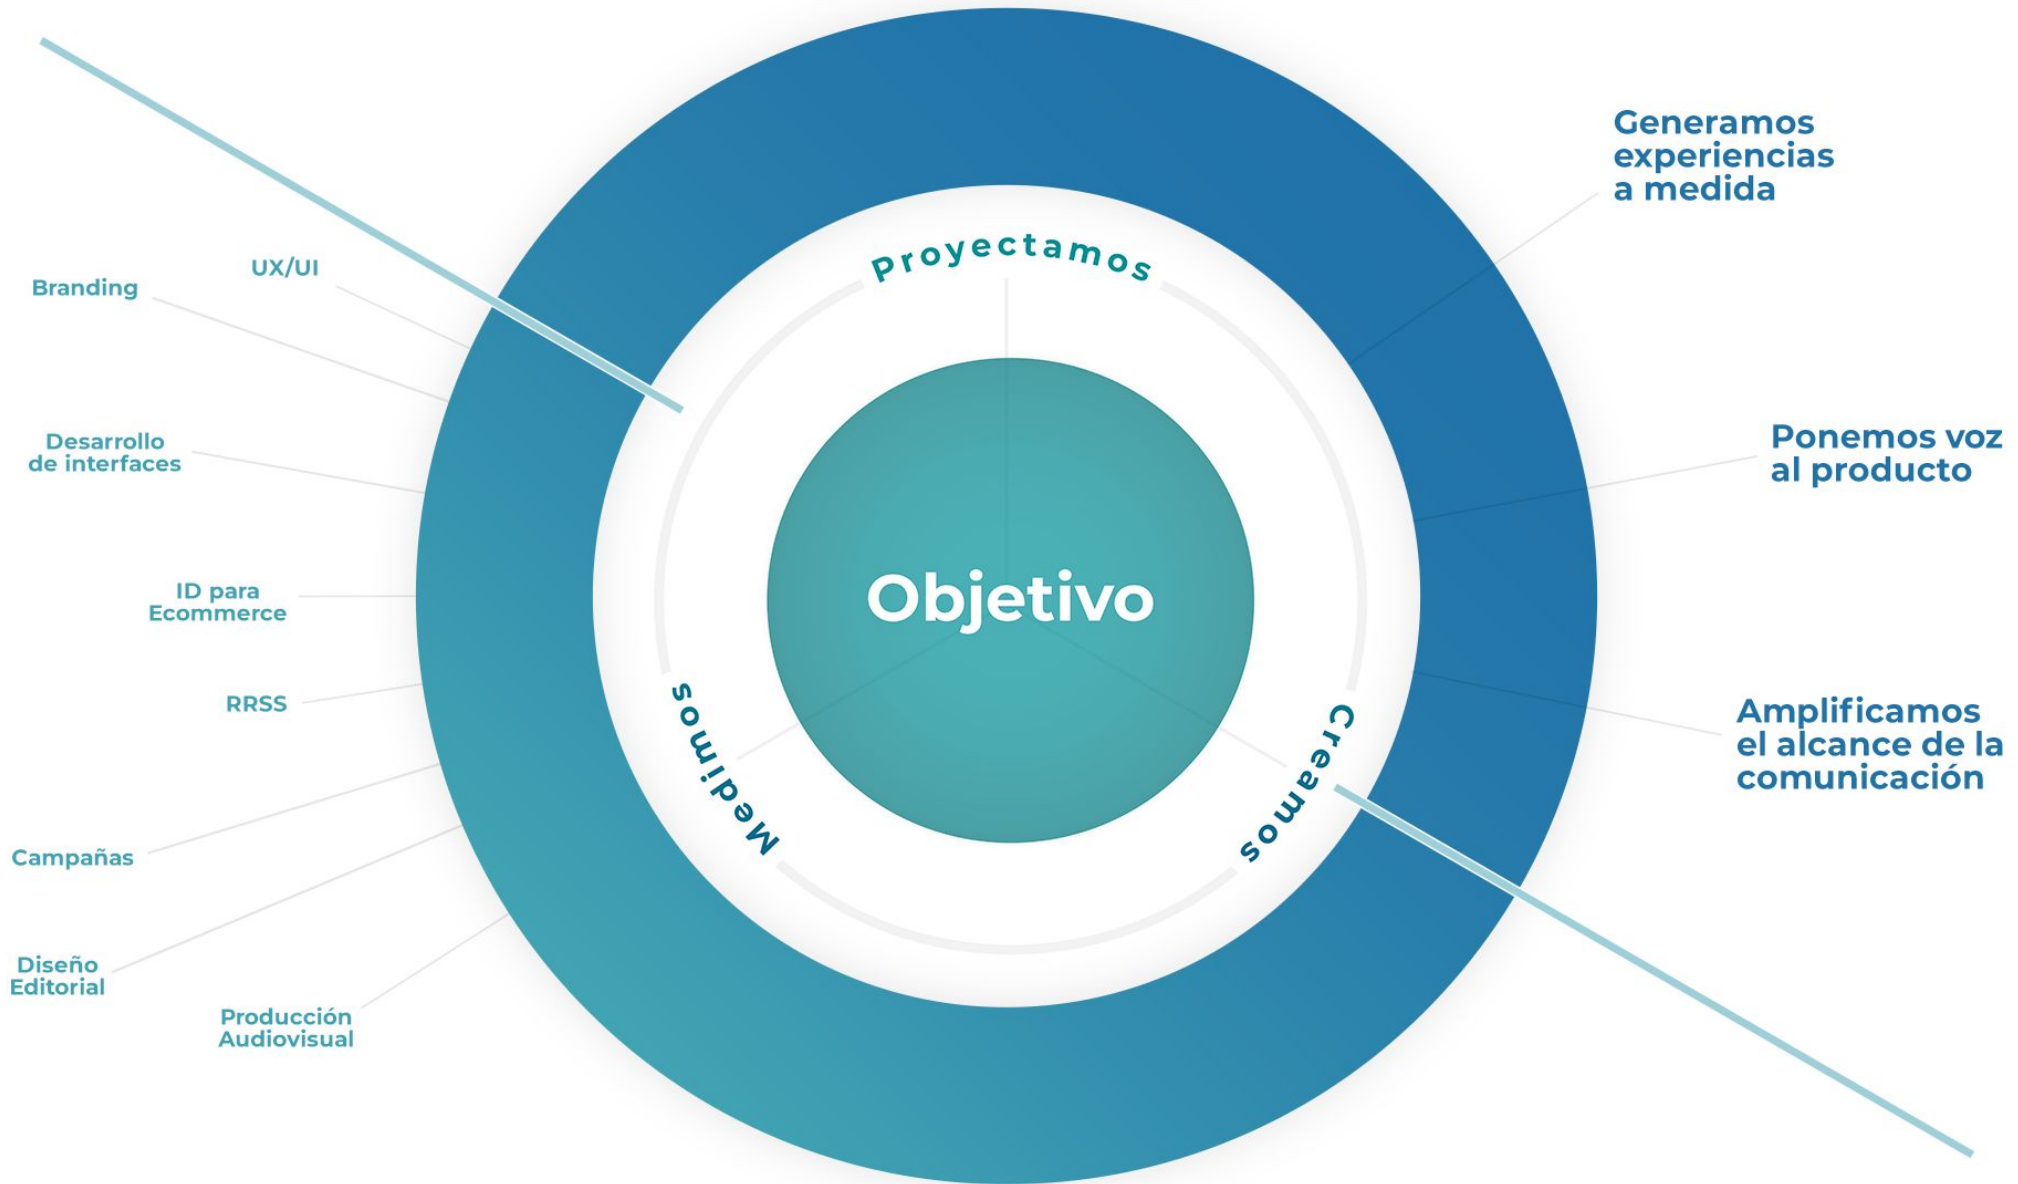 Proyectamos
Creamos
Medimos
Objetivo
UX/UI
Branding
Desarrollo
de interfaces
ID para
Ecommerce
RRSS
Campañas
Diseño
Editorial
Producción
Audiovisual
Generamos
experiencias
a medida
Ponemos voz
al producto
Amplificamos
el alcance de la
comunicación